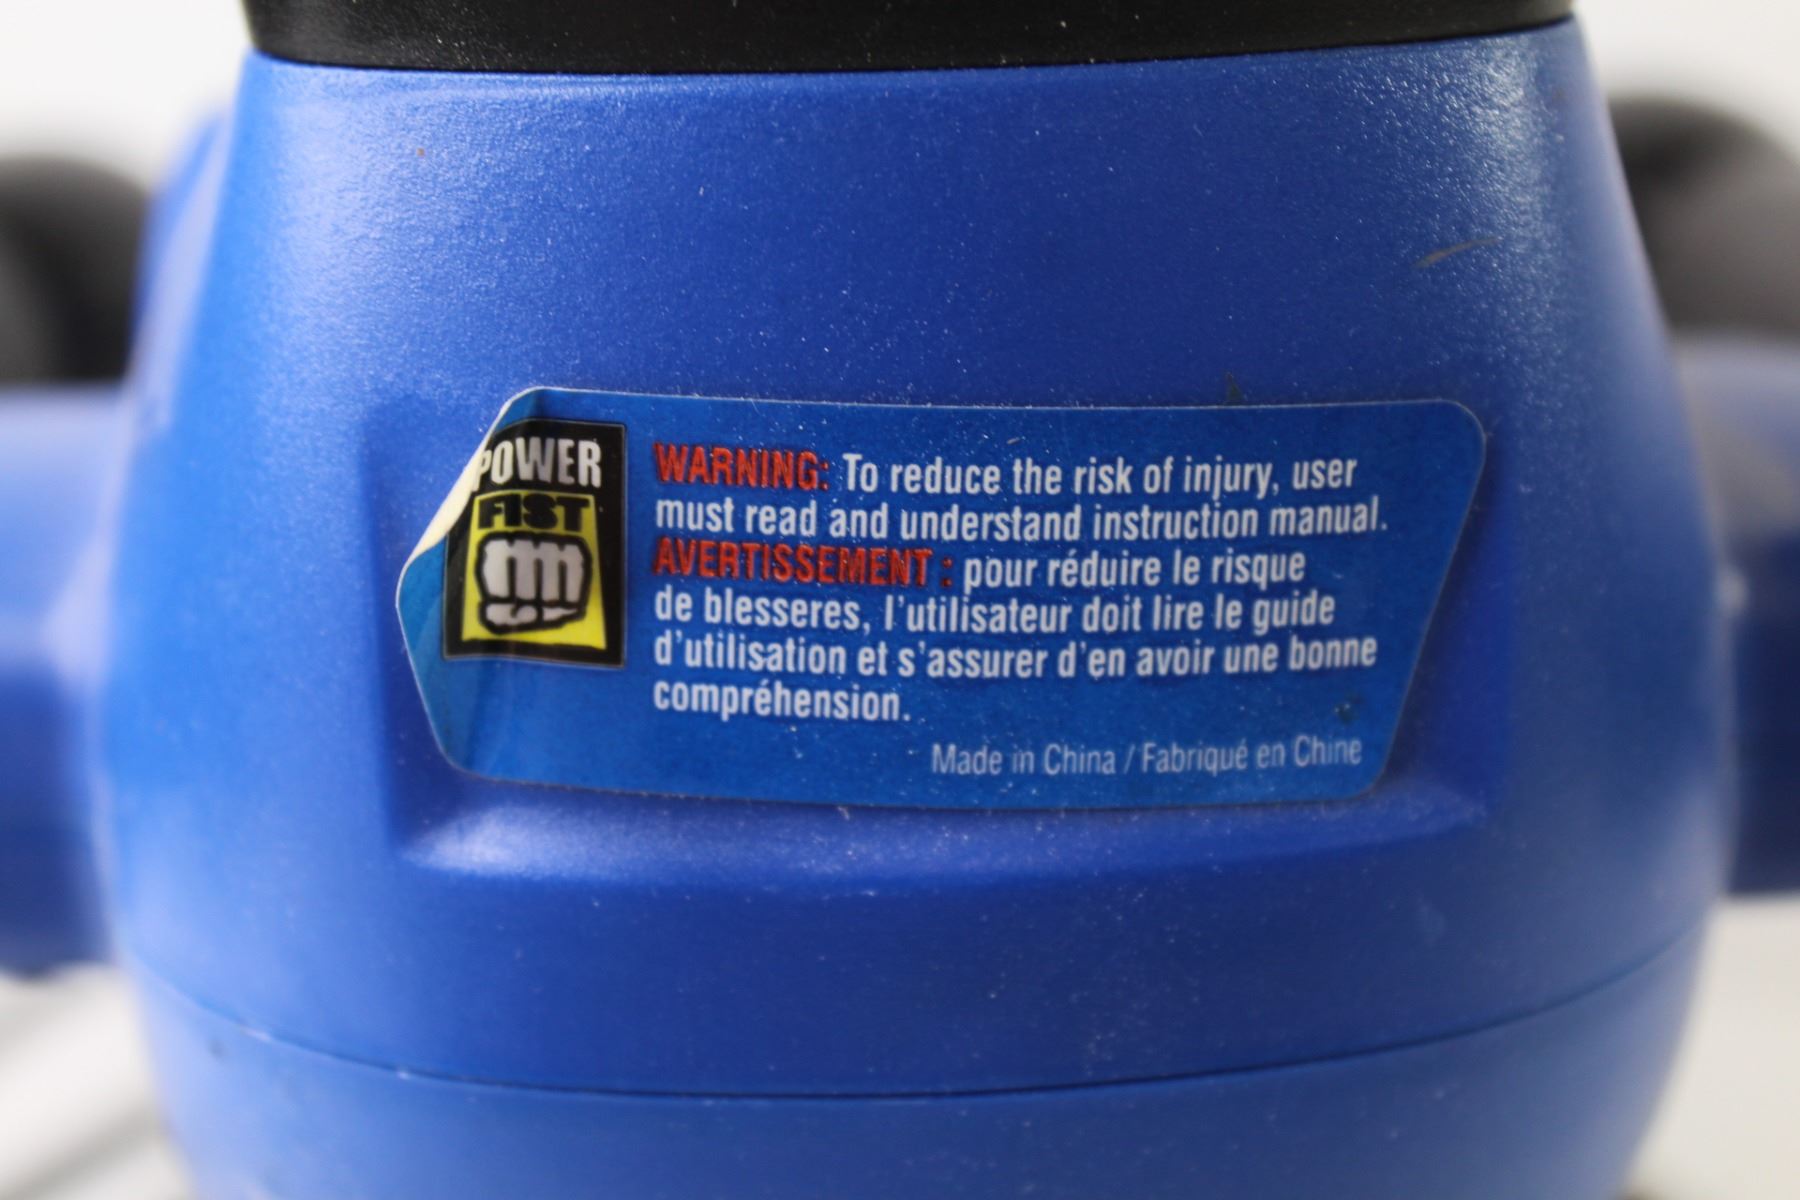 POWER
FIST
WARNING: To reduce the risk of injury, user
must read and understand instruction manual.
AVERTISSEMENT : pour réduire le risque
de blesseres, l'utilisateur doit lire le guide
d'utilisation et s'assurer d'en avoir une bonne
compréhension.
Made in China / Fabriqué en Chine